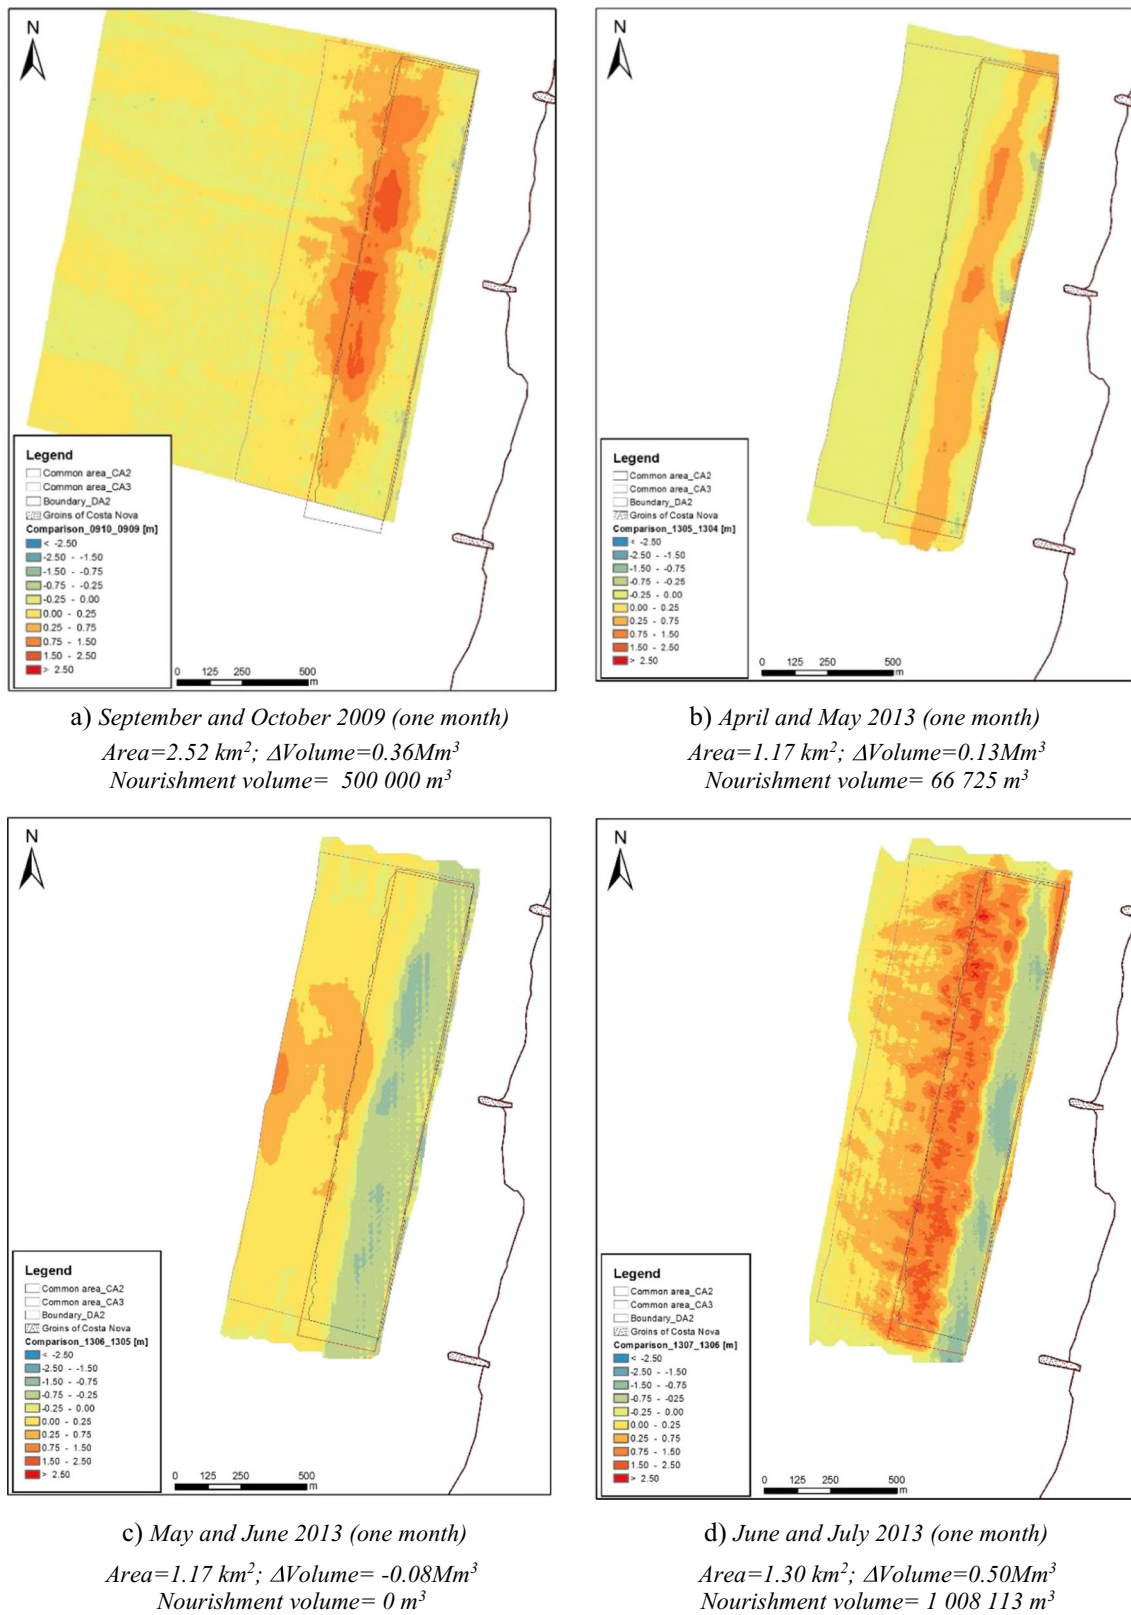 N
Legend
Common area_CA2
Common area_CA3
Boundary_DA2
Groins of Costa Nova
Comparison_0910_0909 [m]
< -2.50
-2.50 - -1.50
-1.50 - -0.75
-0.75 - -0.25
-0.25 - 0.00
0.00 - 0.25
0.25 - 0.75
0.75 - 1.50
1.50 - 2.50
> 2.50
0 125 250 500
m
a) September and October 2009 (one month)
Area=2.52 km²; ΔVolume=0.36Mm³
Nourishment volume= 500 000 m³
N
Legend
Common area_CA2
Common area_CA3
Boundary_DA2
Groins of Costa Nova
Comparison_1305_1304 [m]
< -2.50
-2.50 - -1.50
-1.50 - -0.75
-0.75 - -0.25
-0.25 - 0.00
0.00 - 0.25
0.25 - 0.75
0.75 - 1.50
1.50 - 2.50
> 2.50
0 125 250 500
m
b) April and May 2013 (one month)
Area=1.17 km²; ΔVolume=0.13Mm³
Nourishment volume= 66 725 m³
N
Legend
Common area_CA2
Common area_CA3
Boundary_DA2
Groins of Costa Nova
Comparison_1306_1305 [m]
< -2.50
-2.50 - -1.50
-1.50 - -0.75
-0.75 - -0.25
-0.25 - 0.00
0.00 - 0.25
0.25 - 0.75
0.75 - 1.50
1.50 - 2.50
> 2.50
0 125 250 500
m
c) May and June 2013 (one month)
Area=1.17 km²; ΔVolume= -0.08Mm³
Nourishment volume= 0 m³
N
Legend
Common area_CA2
Common area_CA3
Boundary_DA2
Groins of Costa Nova
Comparison_1307_1306 [m]
< -2.50
-2.50 - -1.50
-1.50 - -0.75
-0.75 - -025
-0.25 - 0.00
0.00 - 0.25
0.25 - 0.75
0.75 - 1.50
1.50 - 2.50
> 2.50
0 125 250 500
m
d) June and July 2013 (one month)
Area=1.30 km²; ΔVolume=0.50Mm³
Nourishment volume= 1 008 113 m³